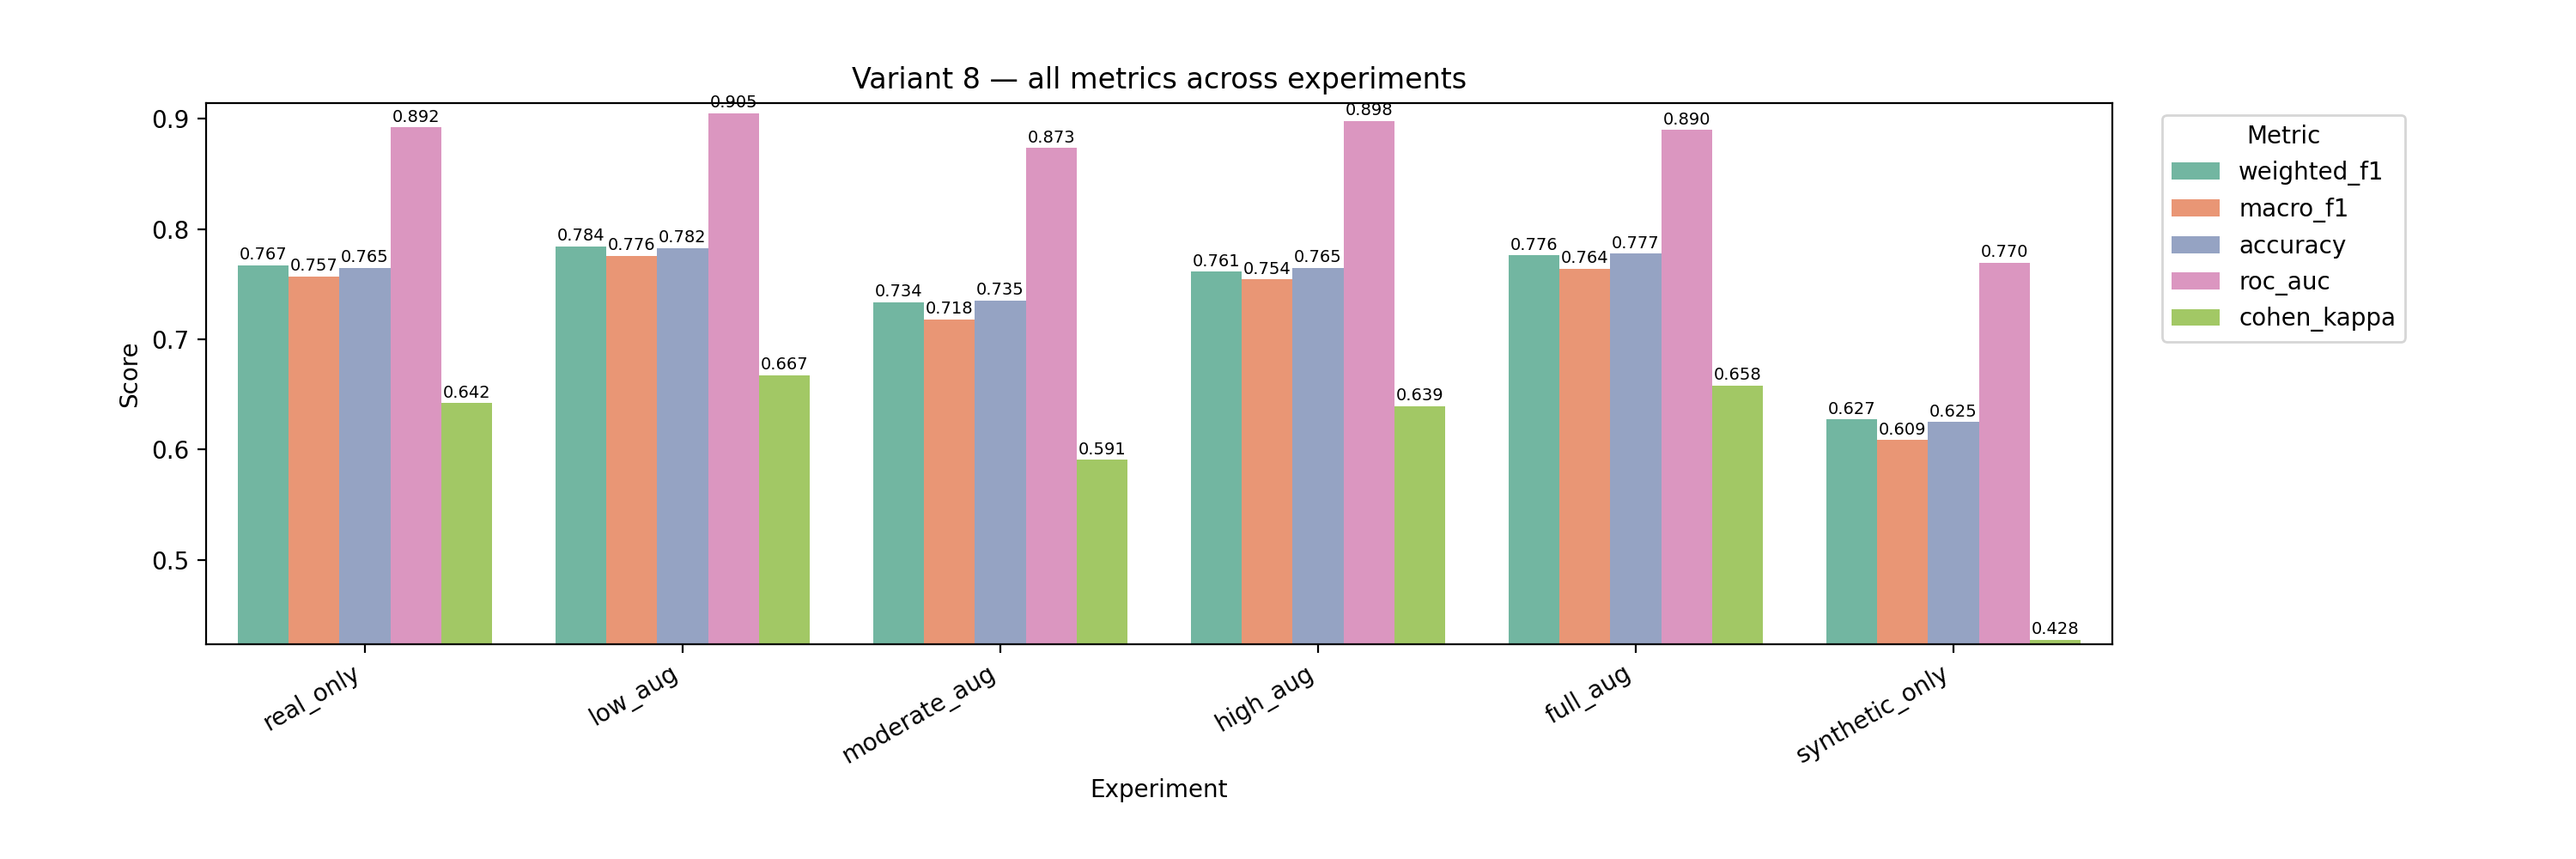 Variant 8 — all metrics across experiments
Score
0.9
0.8
0.7
0.6
0.5
0.767 0.757 0.765 0.892 0.642
0.784 0.776 0.782 0.905 0.667
0.734 0.718 0.735 0.873 0.591
0.761 0.754 0.765 0.898 0.639
0.776 0.764 0.777 0.890 0.658
0.627 0.609 0.625 0.770 0.428
real_only
low_aug
moderate_aug
high_aug
full_aug
synthetic_only
Experiment
Metric
weighted_f1
macro_f1
accuracy
roc_auc
cohen_kappa